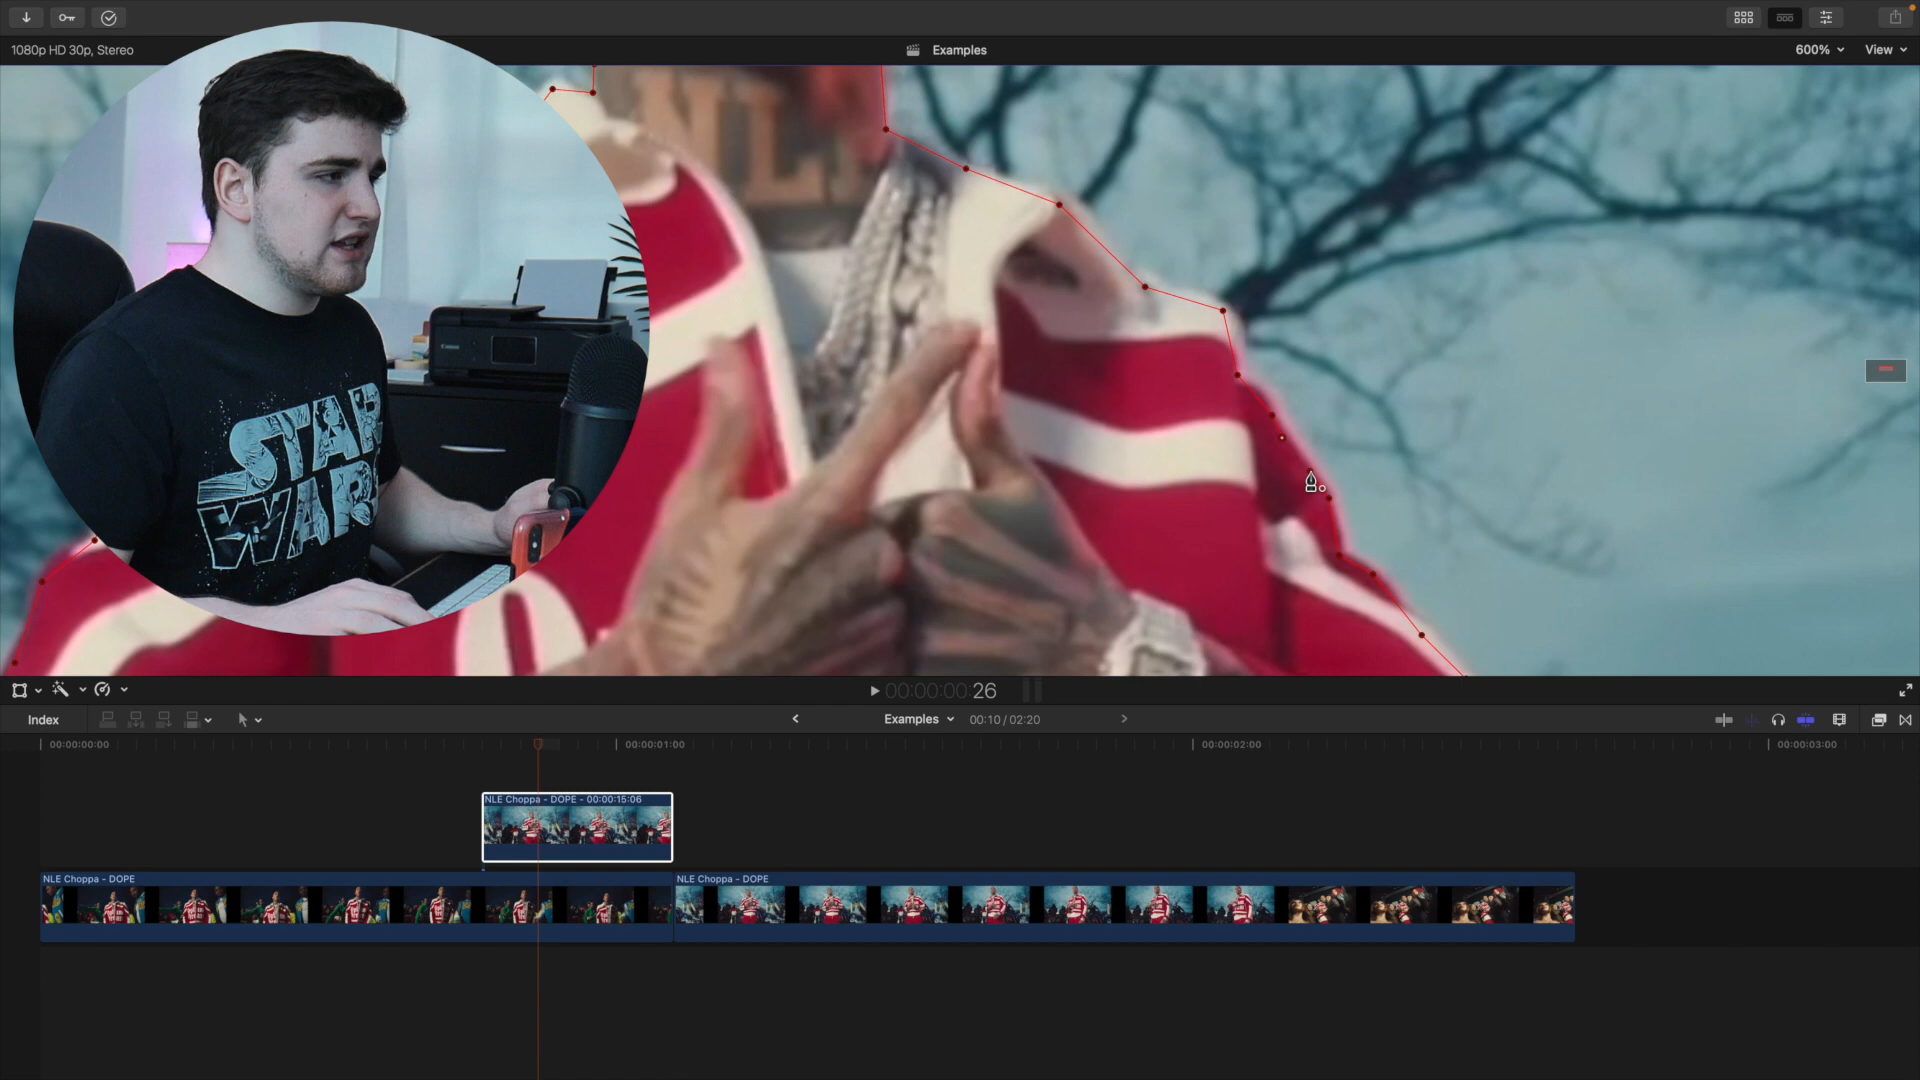 1080p HD 30p, Stereo
Examples
600%
View
NL
Canon
STAR
WARS
00:00:00:26
Index
Examples
00:10 / 02:20
00:00:00:00
00:00:01:00
00:00:02:00
00:00:03:00
NLE Choppa - DOPE - 00:00:15:06
NLE Choppa - DOPE
NLE Choppa - DOPE